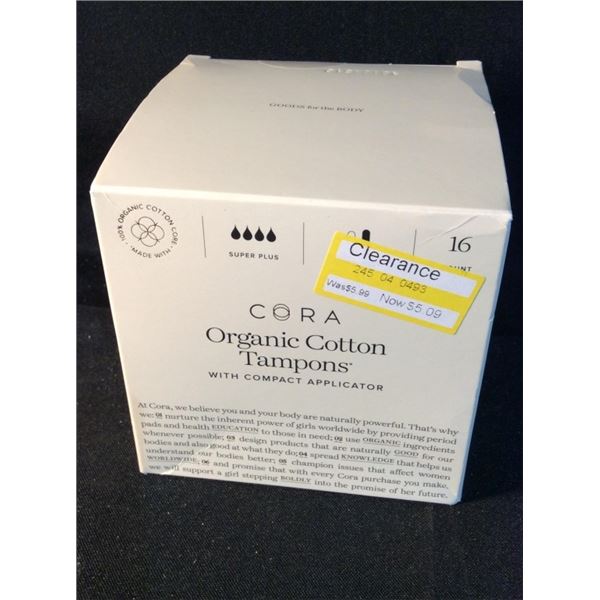 GOODS for the BODY
100% ORGANIC COTTON CORE
• MADE WITH •
SUPER PLUS
16
Clearance
245 04 0493
Was$5.99 Now $5.09
CORA
Organic Cotton
Tampons™
WITH COMPACT APPLICATOR
At Cora, we believe you and your body are naturally powerful. That's why
we: 01 nurture the inherent power of girls worldwide by providing period
pads and health EDUCATION to those in need; 02 use ORGANIC ingredients
whenever possible; 03 design products that are naturally GOOD for our
bodies and also good at what they do; 04 spread KNOWLEDGE that helps us
understand our bodies better; 05 champion issues that affect women
WORLDWIDE; 06 and promise that with every Cora purchase you make,
we will support a girl stepping BOLDLY into the promise of her future.